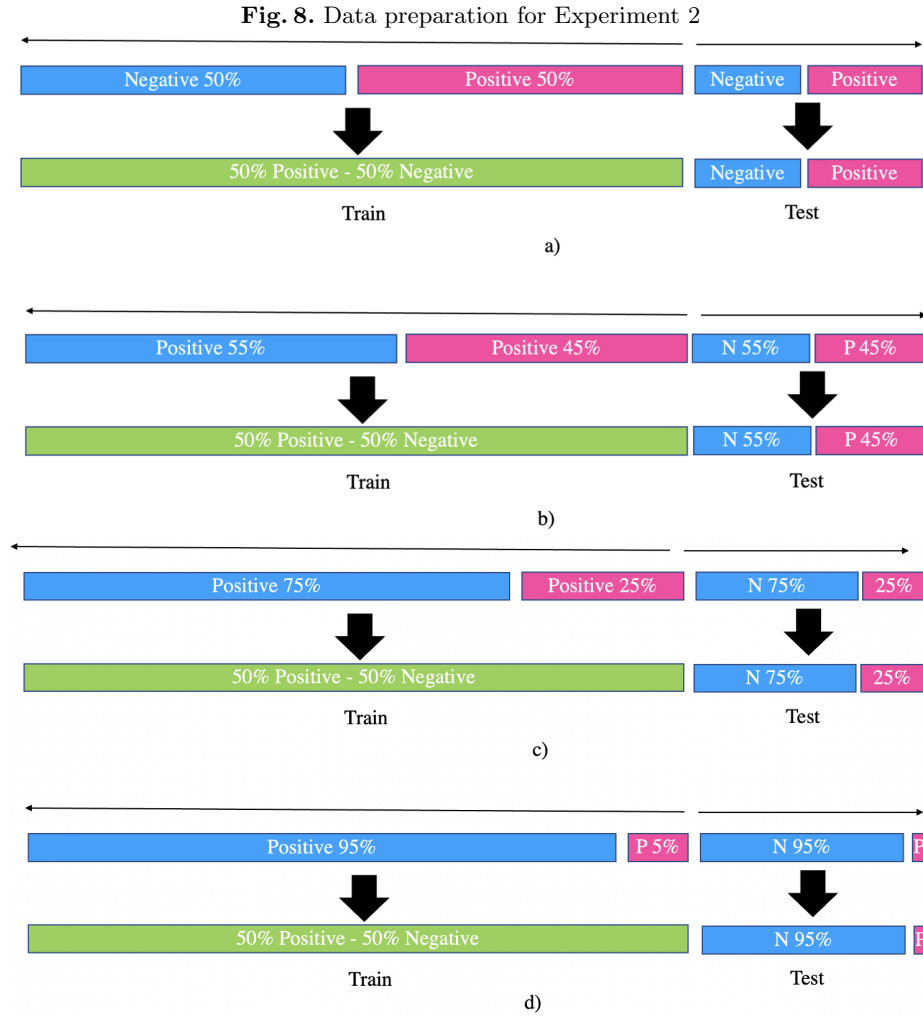 Fig. 8. Data preparation for Experiment 2
Negative 50% Positive 50% Negative Positive
50% Positive - 50% Negative Negative Positive
Train Test
a)
Positive 55% Positive 45% N 55% P 45%
50% Positive - 50% Negative N 55% P 45%
Train Test
b)
Positive 75% Positive 25% N 75% 25%
50% Positive - 50% Negative N 75% 25%
Train Test
c)
Positive 95% P 5% N 95% P
50% Positive - 50% Negative N 95% P
Train Test
d)